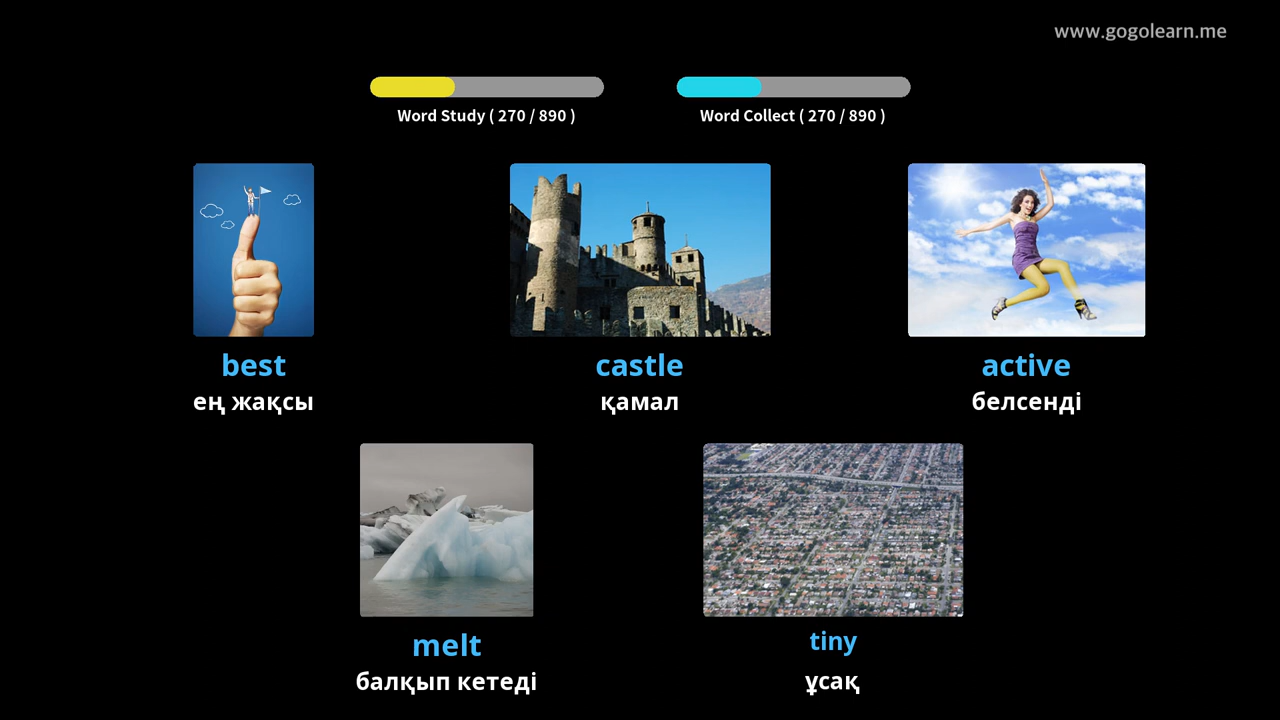 www.gogolearn.me
Word Study ( 270 / 890 )
Word Collect ( 270 / 890 )
best
ең жақсы
castle
қамал
active
белсенді
melt
балқып кетеді
tiny
ұсақ